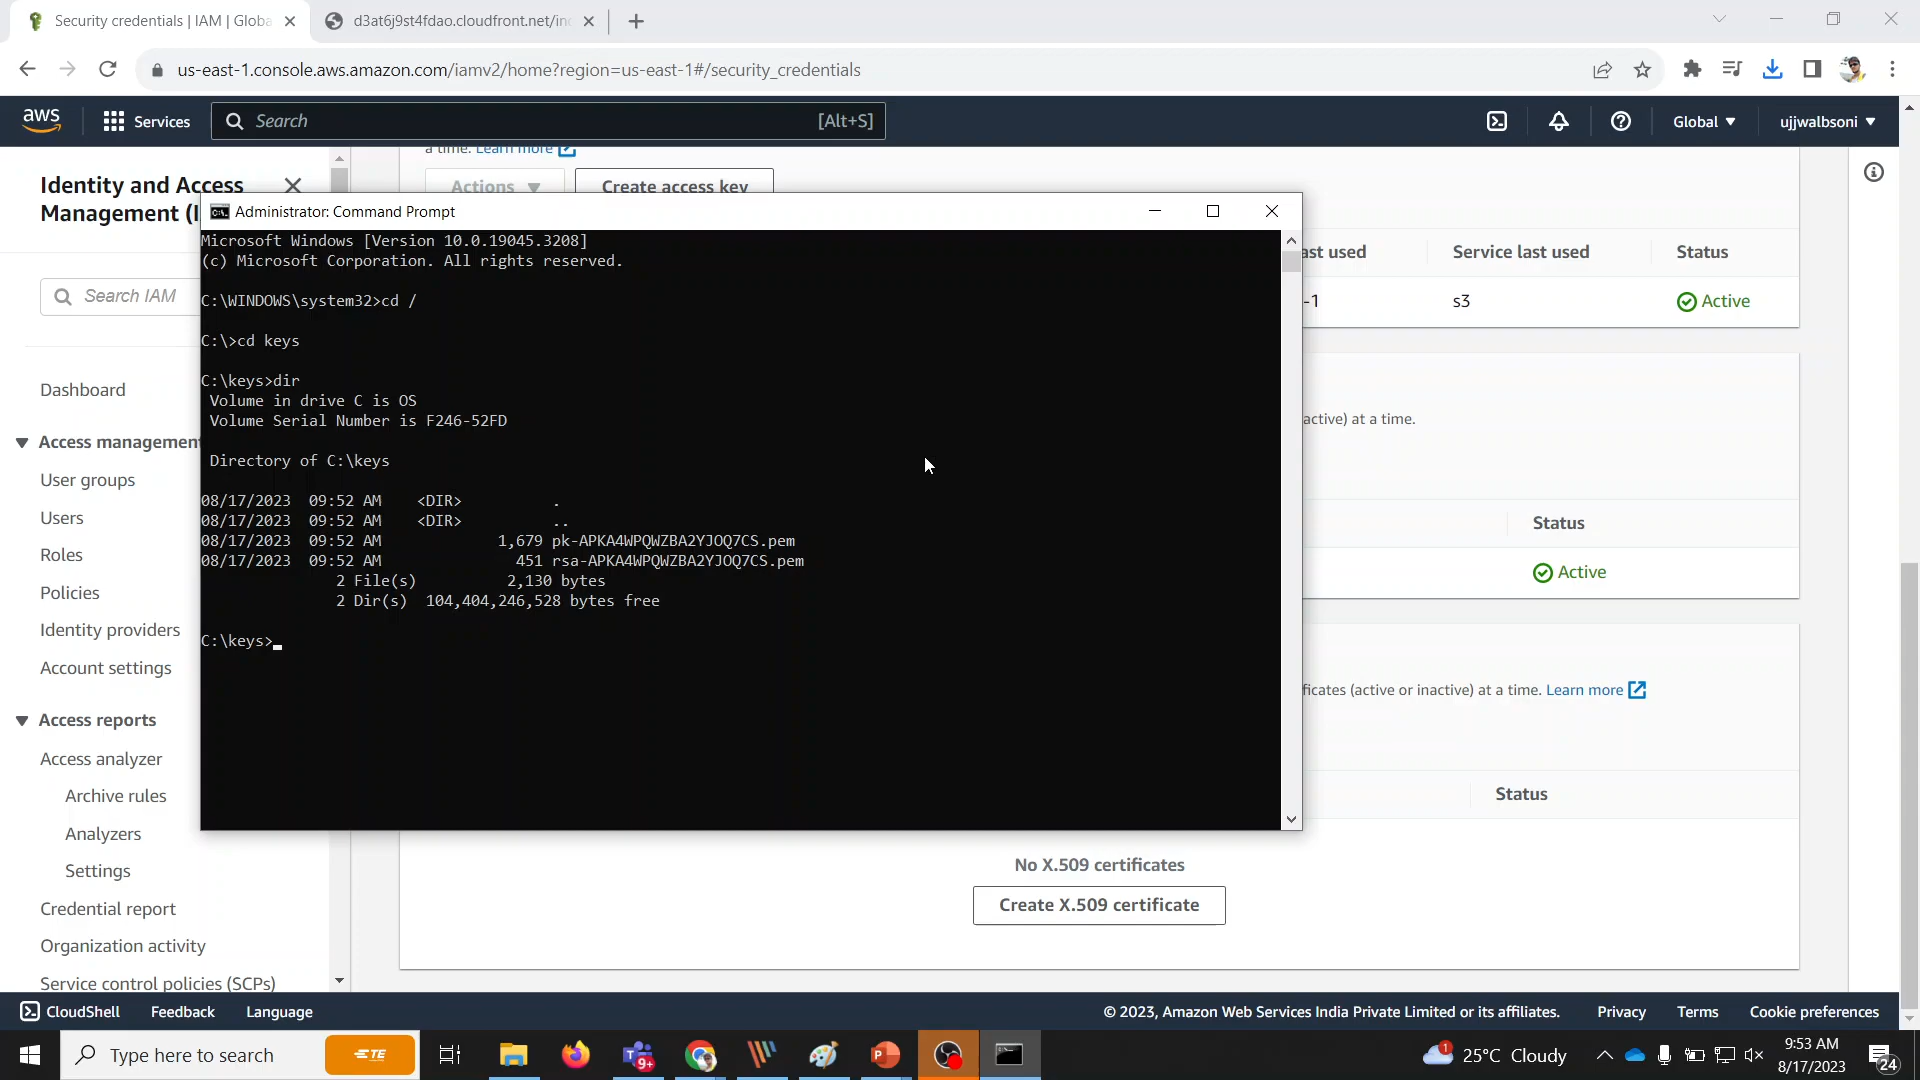 Security credentials | IAM | Globa
d3at6j9st4fdao.cloudfront.net/in
us-east-1.console.aws.amazon.com/iamv2/home?region=us-east-1#/security_credentials
aws
Services
Search
[Alt+S]
Global
ujjwalbsoni
Identity and Access
Management (I
Search IAM
Dashboard
Access management
User groups
Users
Roles
Policies
Identity providers
Account settings
Access reports
Access analyzer
Archive rules
Analyzers
Settings
Credential report
Organization activity
Service control policies (SCPs)
a time. Learn more
Actions
Create access key
Administrator: Command Prompt
Microsoft Windows [Version 10.0.19045.3208]
(c) Microsoft Corporation. All rights reserved.
C:\WINDOWS\system32>cd /
C:\>cd keys
C:\keys>dir
Volume in drive C is OS
Volume Serial Number is F246-52FD
Directory of C:\keys
08/17/2023 09:52 AM <DIR> .
08/17/2023 09:52 AM <DIR> ..
08/17/2023 09:52 AM 1,679 pk-APKA4WPQWZBA2YJOQ7CS.pem
08/17/2023 09:52 AM 451 rsa-APKA4WPQWZBA2YJOQ7CS.pem
2 File(s) 2,130 bytes
2 Dir(s) 104,404,246,528 bytes free
C:\keys>
ast used
Service last used
Status
-1
s3
Active
active) at a time.
Status
Active
ficates (active or inactive) at a time. Learn more
Status
No X.509 certificates
Create X.509 certificate
CloudShell
Feedback
Language
© 2023, Amazon Web Services India Private Limited or its affiliates.
Privacy
Terms
Cookie preferences
Type here to search
9+
25°C Cloudy
9:53 AM
8/17/2023
24